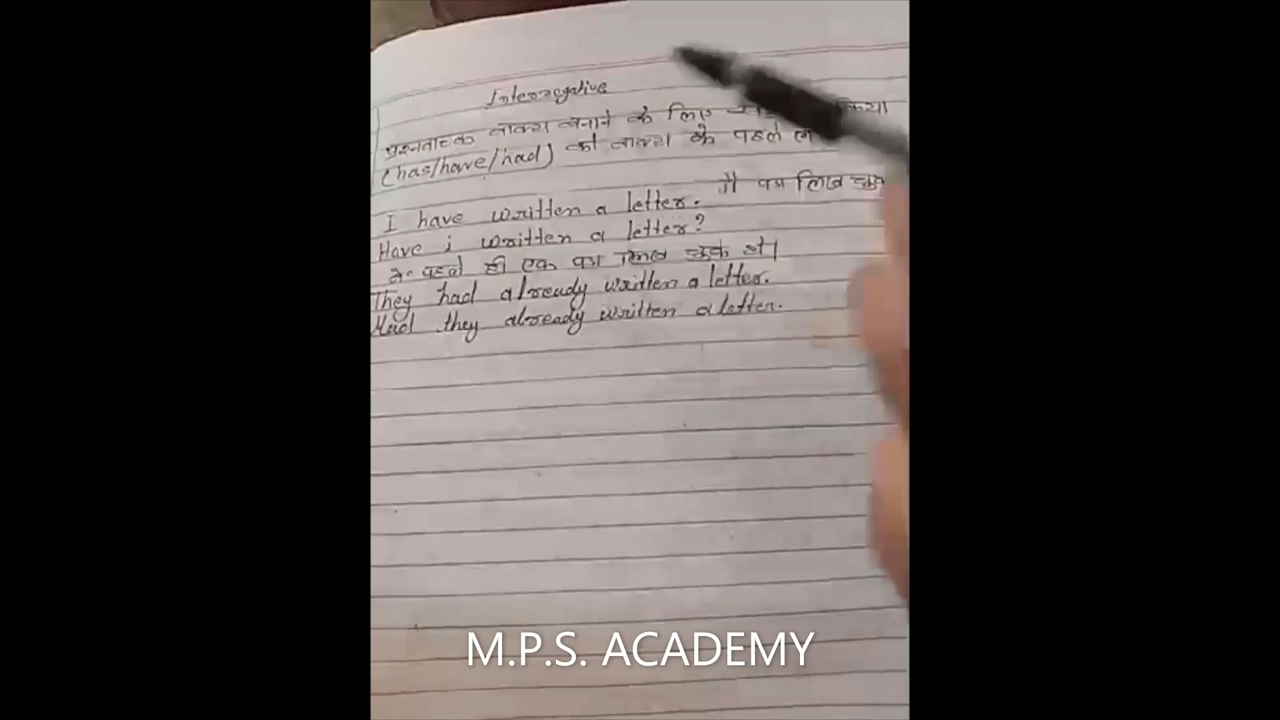 Interrogative
प्रश्नवाचक वाक्य बनाने के लिए क्रिया
(has/have/had) को वाक्य के पहले
मैं पत्र लिख चुका
I have written a letter.
Have i written a letter?
वे पहले ही एक पत्र लिख चुके थे।
They had already written a letter.
Had they already written a letter.
M.P.S. ACADEMY